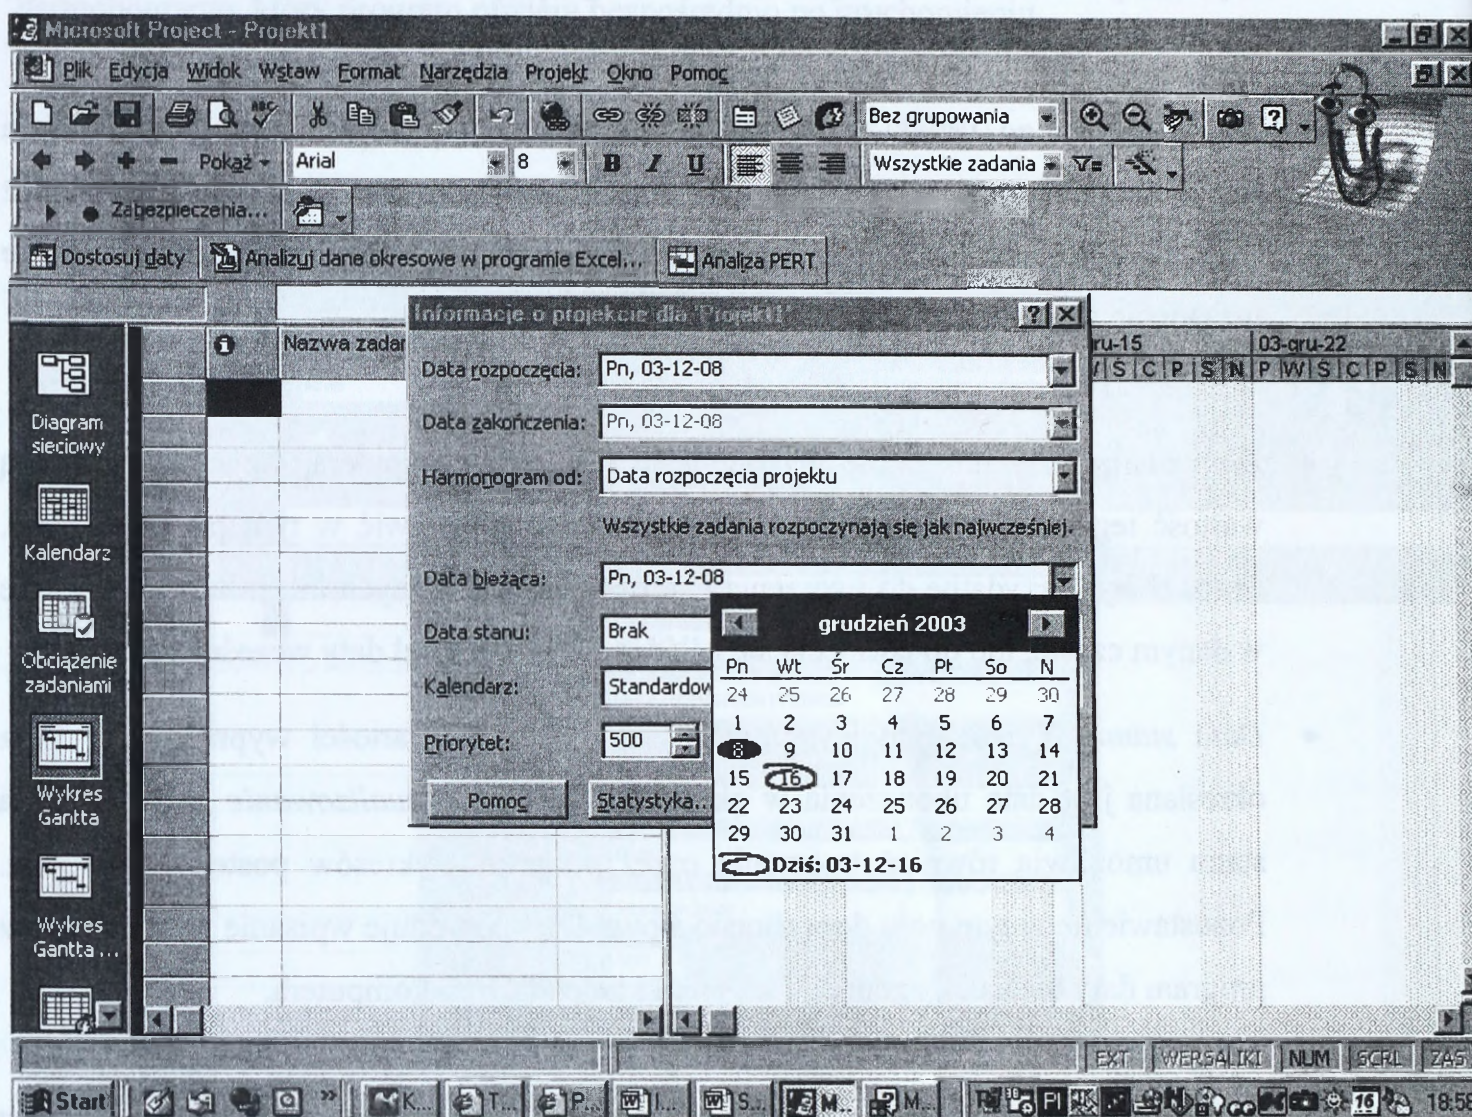 Microsoft Project - Projekt1
Plik Edycja Widok Wstaw Format Narzędzia Projekt Okno Pomoc
Bez grupowania
Pokaż Arial 8 B I U Wszystkie zadania
Zabezpieczenia...
Dostosuj daty Analizuj dane okresowe w programie Excel... Analiza PERT
Informacje o projekcie dla 'Projekt1'
Nazwa zadan
ru-15 03-gru-22
W Ś C P S N P W Ś C P S N
Data rozpoczęcia: Pn, 03-12-08
Data zakończenia: Pn, 03-12-08
Harmonogram od: Data rozpoczęcia projektu
Wszystkie zadania rozpoczynają się jak najwcześniej.
Data bieżąca: Pn, 03-12-08
Data stanu: Brak
Kalendarz: Standardow
Priorytet: 500
Pomoc Statystyka...
grudzień 2003
Pn Wt Śr Cz Pt So N
24 25 26 27 28 29 30
1 2 3 4 5 6 7
8 9 10 11 12 13 14
15 16 17 18 19 20 21
22 23 24 25 26 27 28
29 30 31 1 2 3 4
Dziś: 03-12-16
Diagram
sieciowy
Kalendarz
Obciążenie
zadaniami
Wykres
Gantta
Wykres
Gantta ...
EXT WERSALIKI NUM SCRL ZAS
Start K... T... P... I... S... M... M... Pl 16 18:58